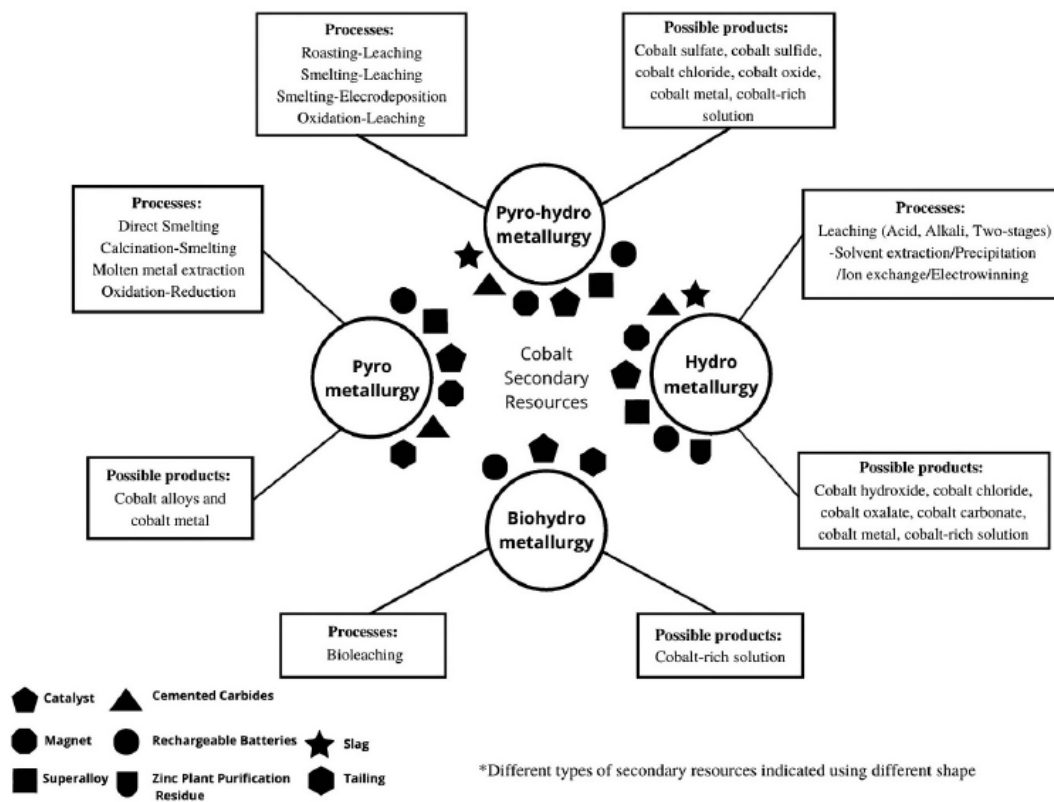 Processes:
Roasting-Leaching
Smelting-Leaching
Smelting-Elecrodeposition
Oxidation-Leaching
Possible products:
Cobalt sulfate, cobalt sulfide,
cobalt chloride, cobalt oxide,
cobalt metal, cobalt-rich
solution
Pyro-hydro
metallurgy
Processes:
Direct Smelting
Calcination-Smelting
Molten metal extraction
Oxidation-Reduction
Processes:
Leaching (Acid, Alkali, Two-stages)
-Solvent extraction/Precipitation
/Ion exchange/Electrowinning
Pyro
metallurgy
Cobalt
Secondary
Resources
Hydro
metallurgy
Possible products:
Cobalt alloys and
cobalt metal
Possible products:
Cobalt hydroxide, cobalt chloride,
cobalt oxalate, cobalt carbonate,
cobalt metal, cobalt-rich solution
Biohydro
metallurgy
Processes:
Bioleaching
Possible products:
Cobalt-rich solution
Catalyst
Cemented Carbides
Magnet
Rechargeable Batteries
Slag
Superalloy
Zinc Plant Purification
Residue
Tailing
*Different types of secondary resources indicated using different shape